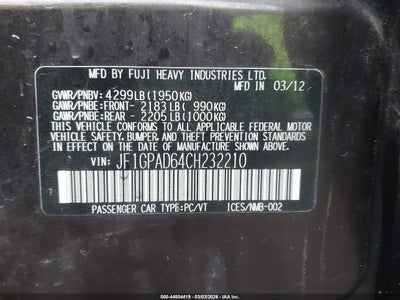 MFD BY FUJI HEAVY INDUSTRIES LTD.
MFD IN 03/12
GVWR/PNBV: 4299LB(1950KG)
GAWR/PNBE:FRONT- 2183LB( 990KG)
GAWR/PNBE:REAR - 2205LB(1000KG)
THIS VEHICLE CONFORMS TO ALL APPLICABLE FEDERAL
MOTOR VEHICLE SAFETY, BUMPER, AND THEFT PREVENTION
STANDARDS IN EFFECT ON THE DATE OF MANUFACTURE SHOWN ABOVE.
VIN: JF1GPAD64CH232210
PASSENGER CAR TYPE:PC/VT ICES/NMB-002
000-44604419 - 03/03/2026 - IAAI.COM